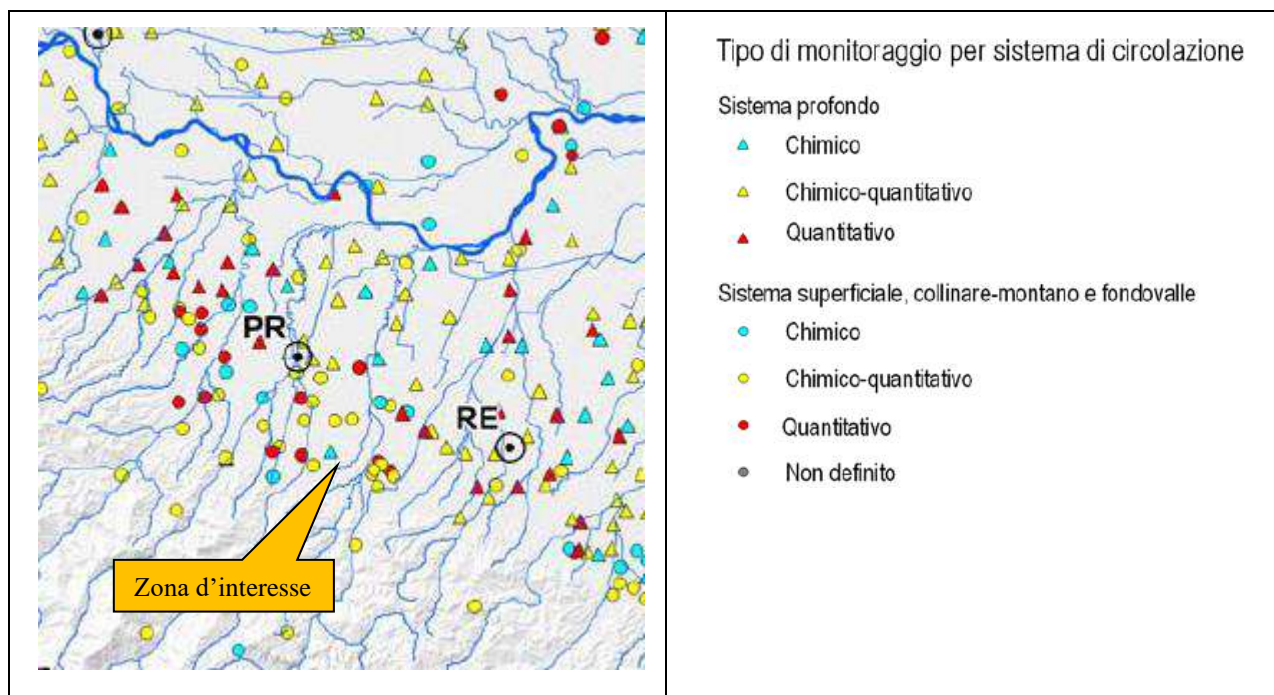 PR
RE
Zona d'interesse
Tipo di monitoraggio per sistema di circolazione
Sistema profondo
Chimico
Chimico-quantitativo
Quantitativo
Sistema superficiale, collinare-montano e fondovalle
Chimico
Chimico-quantitativo
Quantitativo
Non definito